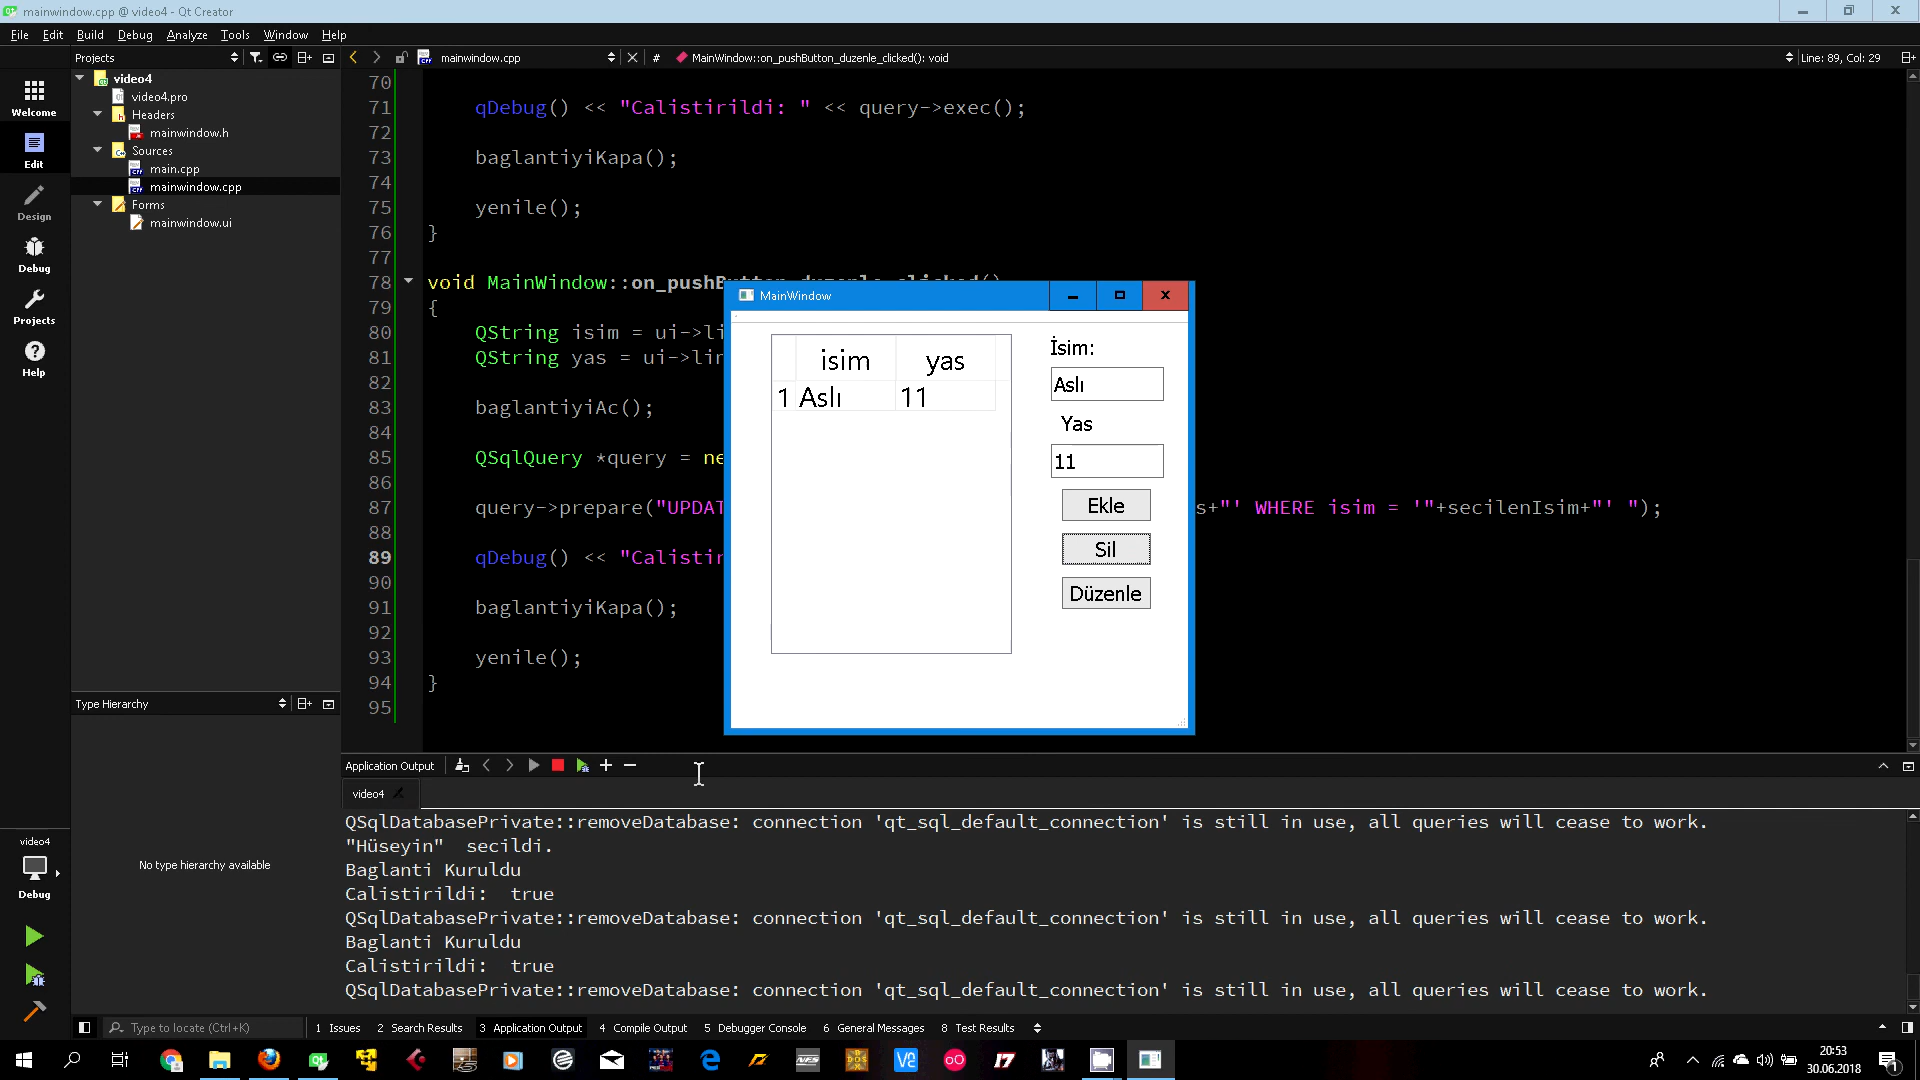 mainwindow.cpp @ video4 - Qt Creator
File Edit Build Debug Analyze Tools Window Help
Projects
mainwindow.cpp
#
MainWindow::on_pushButton_duzenle_clicked(): void
Line: 89, Col: 29
Welcome
Edit
Design
Debug
Projects
Help
video4
video4.pro
Headers
mainwindow.h
Sources
main.cpp
mainwindow.cpp
Forms
mainwindow.ui
70
71 qDebug() << "Calistirildi: " << query->exec();
72
73 baglantiyiKapa();
74
75 yenile();
76 }
77
78 void MainWindow::on_pushButton_duzenle_clicked()
79 {
80 QString isim = ui->li
81 QString yas = ui->lin
82
83 baglantiyiAc();
84
85 QSqlQuery *query = ne
86
87 query->prepare("UPDAT s+"' WHERE isim = '"+secilenIsim+"' ");
88
89 qDebug() << "Calistir
90
91 baglantiyiKapa();
92
93 yenile();
94 }
95
MainWindow
isim yas
1 Aslı 11
İsim:
Aslı
Yas
11
Ekle
Sil
Düzenle
Type Hierarchy
No type hierarchy available
Application Output
video4
QSqlDatabasePrivate::removeDatabase: connection 'qt_sql_default_connection' is still in use, all queries will cease to work.
"Hüseyin" secildi.
Baglanti Kuruldu
Calistirildi: true
QSqlDatabasePrivate::removeDatabase: connection 'qt_sql_default_connection' is still in use, all queries will cease to work.
Baglanti Kuruldu
Calistirildi: true
QSqlDatabasePrivate::removeDatabase: connection 'qt_sql_default_connection' is still in use, all queries will cease to work.
video4
Debug
Type to locate (Ctrl+K)
1 Issues 2 Search Results 3 Application Output 4 Compile Output 5 Debugger Console 6 General Messages 8 Test Results
20:53
30.06.2018
1